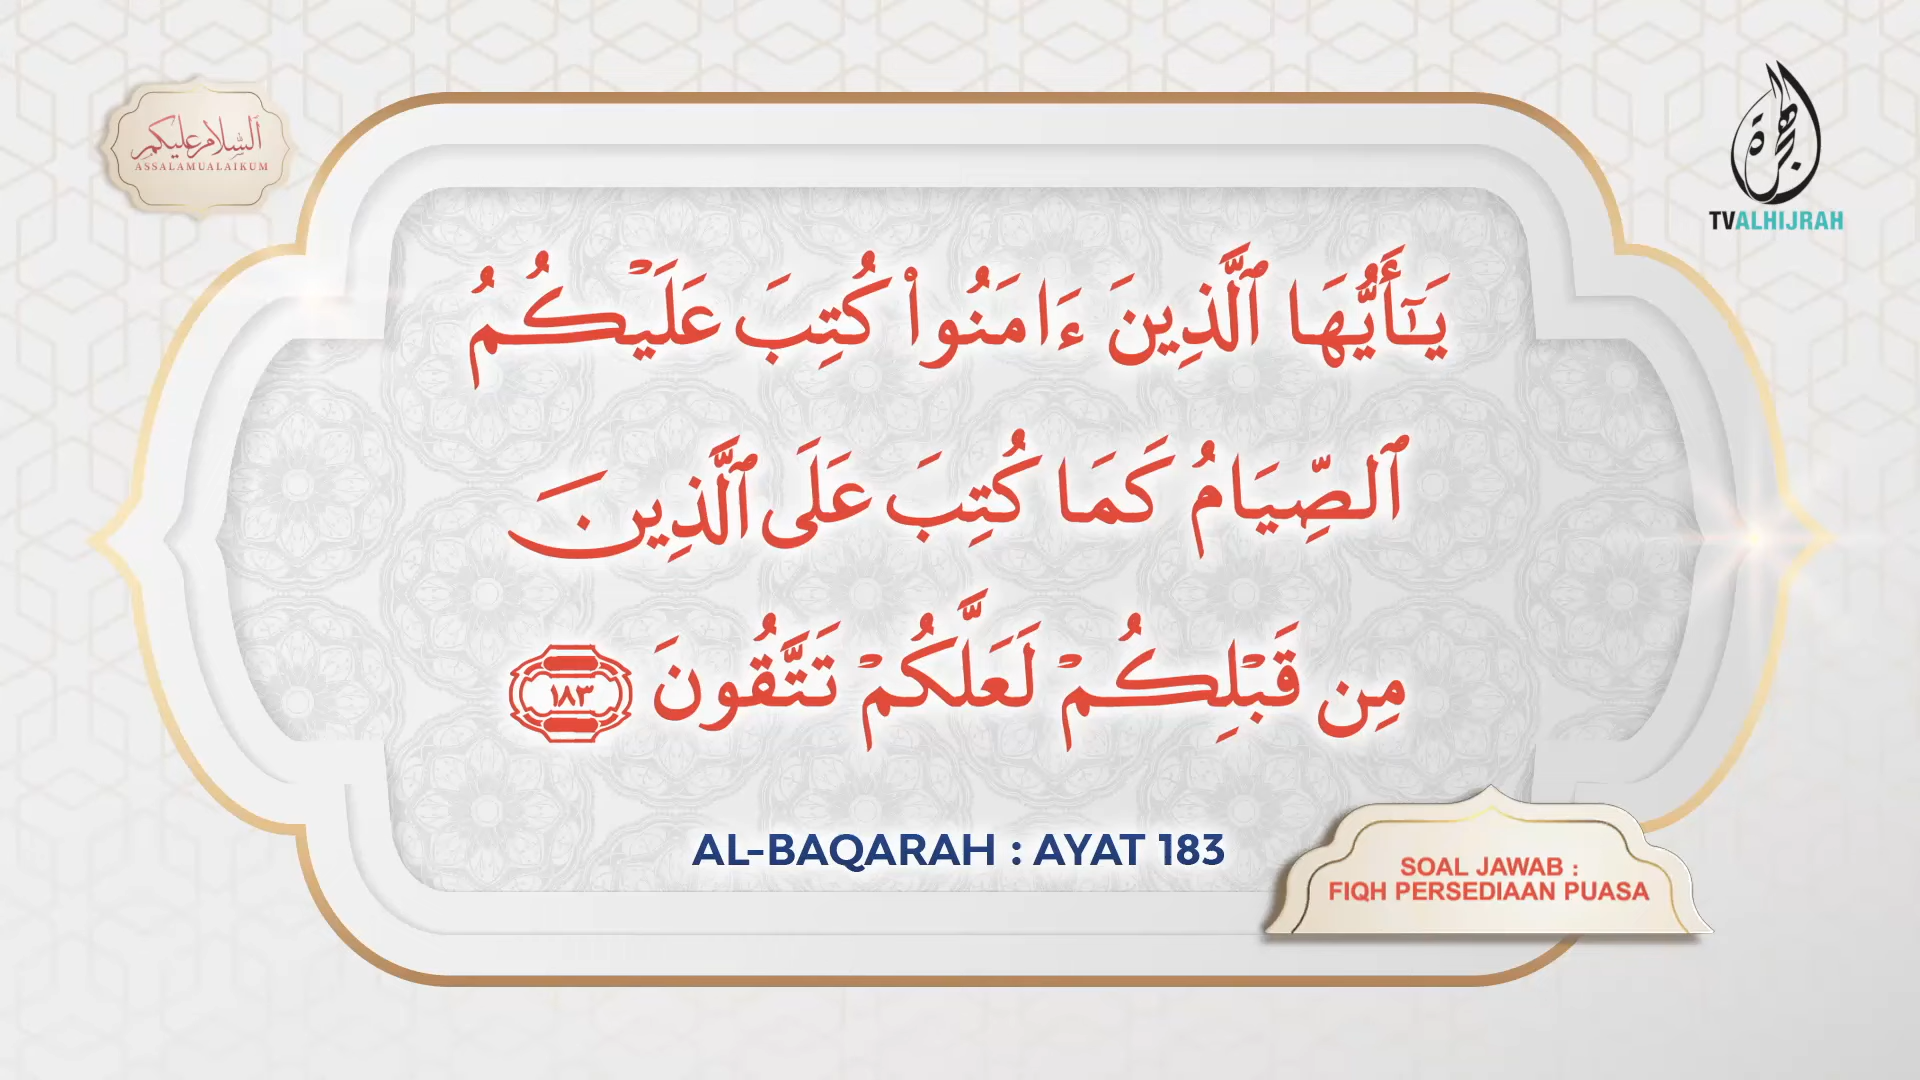 ٱلسَّلَامُ عَلَيْكُمْ
ASSALAMUALAIKUM
الهجرة
TVALHIJRAH
يَـٰٓأَيُّهَا ٱلَّذِينَ ءَامَنُوا۟ كُتِبَ عَلَيْكُمُ
ٱلصِّيَامُ كَمَا كُتِبَ عَلَى ٱلَّذِينَ
مِن قَبْلِكُمْ لَعَلَّكُمْ تَتَّقُونَ ١٨٣
AL-BAQARAH : AYAT 183
SOAL JAWAB :
FIQH PERSEDIAAN PUASA